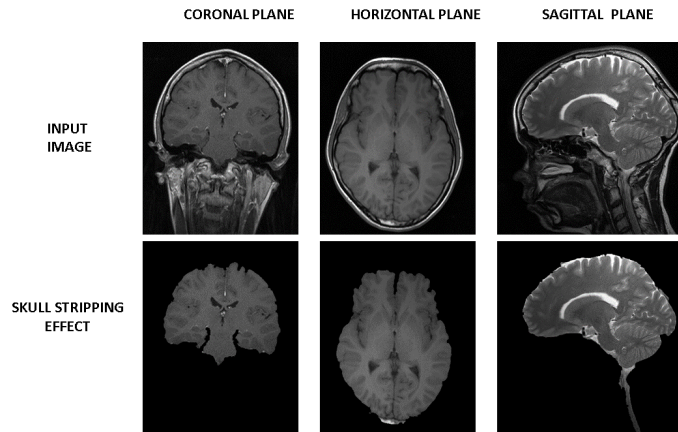 CORONAL PLANE
HORIZONTAL PLANE
SAGITTAL PLANE
INPUT
IMAGE
SKULL STRIPPING
EFFECT